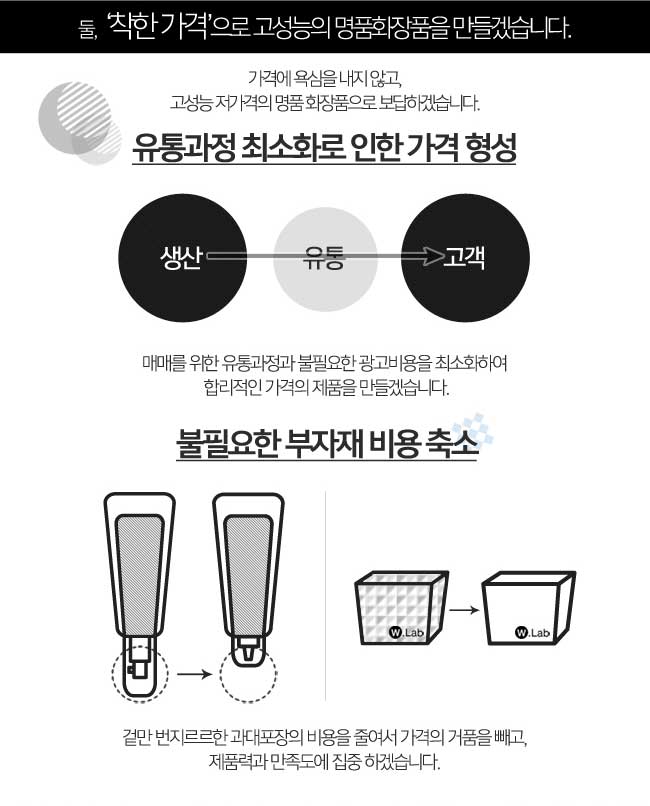 둘, '착한 가격'으로 고성능의 명품화장품을 만들겠습니다.
가격에 욕심을 내지 않고,
고성능 저가격의 명품 화장품으로 보답하겠습니다.
유통과정 최소화로 인한 가격 형성
생산 유통 고객
매매를 위한 유통과정과 불필요한 광고비용을 최소화하여
합리적인 가격의 제품을 만들겠습니다.
불필요한 부자재 비용 축소
W.Lab W.Lab
겉만 번지르르한 과대포장의 비용을 줄여서 가격의 거품을 빼고,
제품력과 만족도에 집중 하겠습니다.